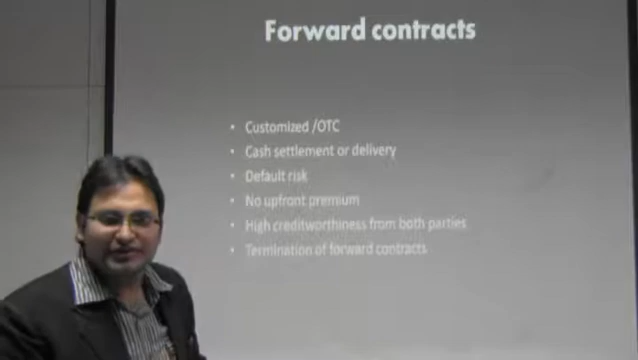 Forward contracts
• Customized /OTC
• Cash settlement or delivery
• Default risk
• No upfront premium
• High creditworthiness from both parties
• Termination of forward contracts